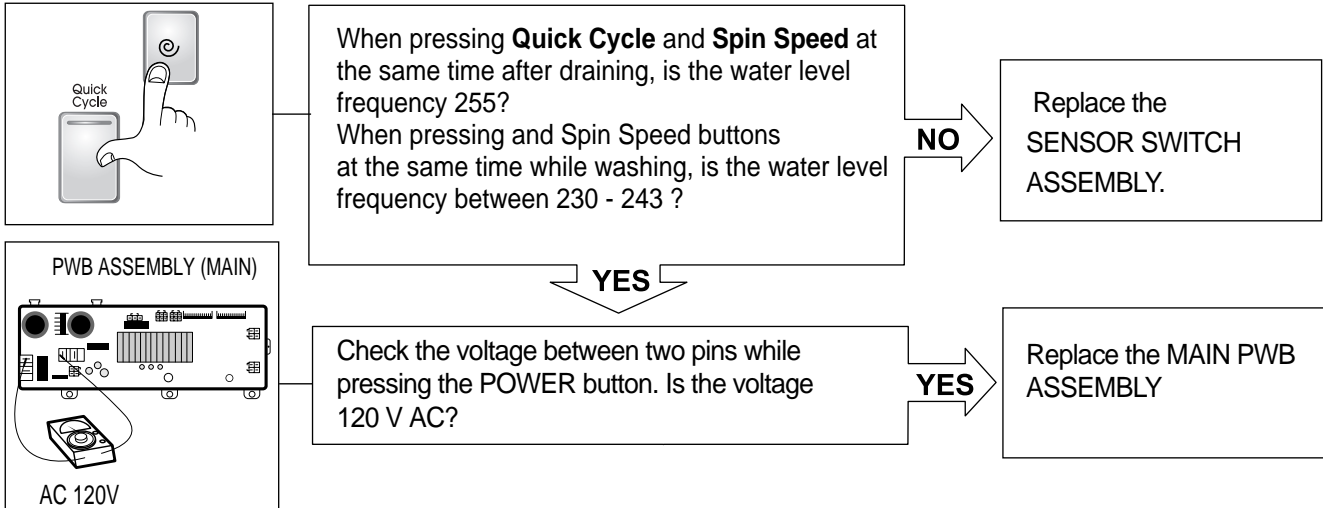 Quick
Cycle
When pressing Quick Cycle and Spin Speed at
the same time after draining, is the water level
frequency 255?
When pressing and Spin Speed buttons
at the same time while washing, is the water level
frequency between 230 - 243 ?
NO
Replace the
SENSOR SWITCH
ASSEMBLY.
YES
PWB ASSEMBLY (MAIN)
AC 120V
Check the voltage between two pins while
pressing the POWER button. Is the voltage
120 V AC?
YES
Replace the MAIN PWB
ASSEMBLY